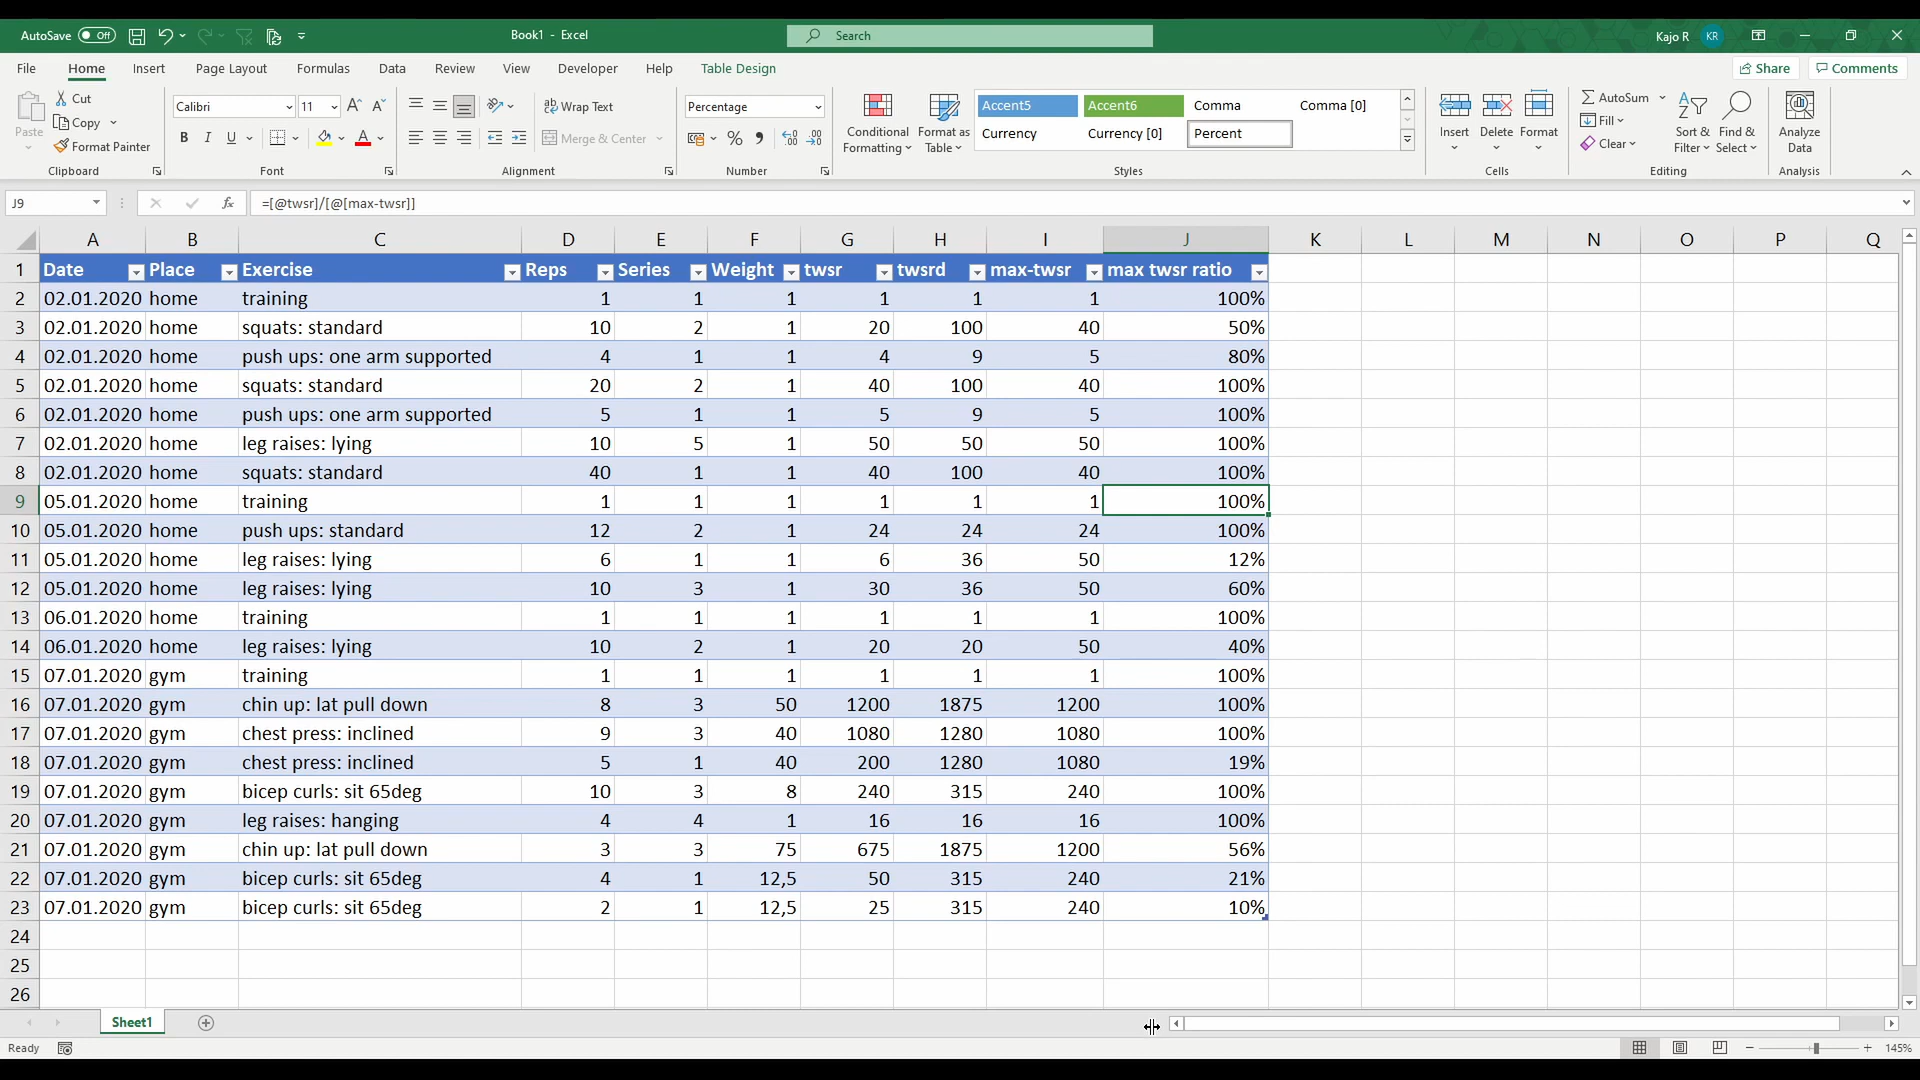 AutoSave Off Book1 - Excel Search Kajo R KR
File Home Insert Draw Page Layout Formulas Data Review View Developer Help Table Design Share Comments
Cut Calibri 11 Wrap Text Percentage Accent5 Accent6 Comma Comma [0] AutoSum
Paste Copy Merge & Center Conditional Format as Currency Currency [0] Percent Insert Delete Format Fill Sort & Find & Analyze
Format Painter B I U Formatting Table Clear Filter Select Data
Clipboard Font Alignment Number Styles Cells Editing Analysis
J9 fx =[@twsr]/[@[max-twsr]]
A B C D E F G H I J K L M N O P Q
1 Date Place Exercise Reps Series Weight twsr twsrd max-twsr max twsr ratio
2 02.01.2020 home training 1 1 1 1 1 1 100%
3 02.01.2020 home squats: standard 10 2 1 20 100 40 50%
4 02.01.2020 home push ups: one arm supported 4 1 1 4 9 5 80%
5 02.01.2020 home squats: standard 20 2 1 40 100 40 100%
6 02.01.2020 home push ups: one arm supported 5 1 1 5 9 5 100%
7 02.01.2020 home leg raises: lying 10 5 1 50 50 50 100%
8 02.01.2020 home squats: standard 40 1 1 40 100 40 100%
9 05.01.2020 home training 1 1 1 1 1 1 100%
10 05.01.2020 home push ups: standard 12 2 1 24 24 24 100%
11 05.01.2020 home leg raises: lying 6 1 1 6 36 50 12%
12 05.01.2020 home leg raises: lying 10 3 1 30 36 50 60%
13 06.01.2020 home training 1 1 1 1 1 1 100%
14 06.01.2020 home leg raises: lying 10 2 1 20 20 50 40%
15 07.01.2020 gym training 1 1 1 1 1 1 100%
16 07.01.2020 gym chin up: lat pull down 8 3 50 1200 1875 1200 100%
17 07.01.2020 gym chest press: inclined 9 3 40 1080 1280 1080 100%
18 07.01.2020 gym chest press: inclined 5 1 40 200 1280 1080 19%
19 07.01.2020 gym bicep curls: sit 65deg 10 3 8 240 315 240 100%
20 07.01.2020 gym leg raises: hanging 4 4 1 16 16 16 100%
21 07.01.2020 gym chin up: lat pull down 3 3 75 675 1875 1200 56%
22 07.01.2020 gym bicep curls: sit 65deg 4 1 12,5 50 315 240 21%
23 07.01.2020 gym bicep curls: sit 65deg 2 1 12,5 25 315 240 10%
24
25
26
Sheet1
Ready 145%